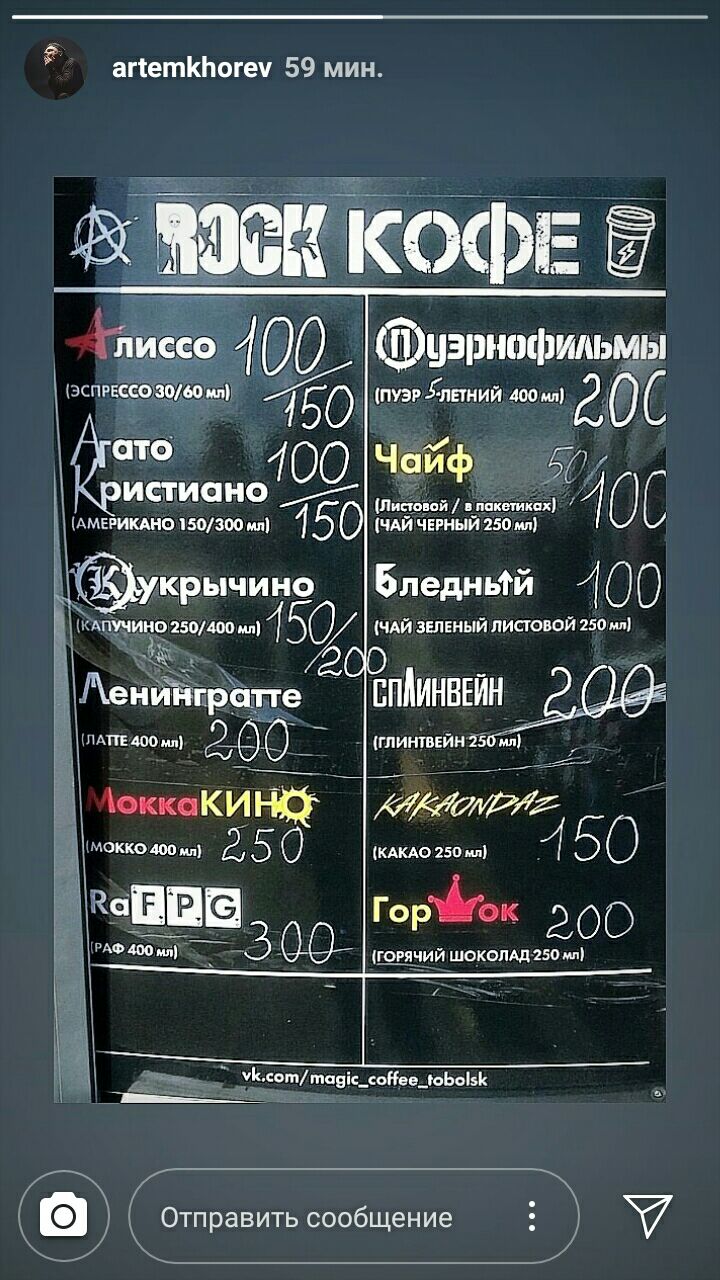 artemkhorev 59 мин.
ROCK КОФЕ
Алиссо 100/150
(ЭСПРЕССО 30/60 мл)
Агато
Кристиано 100/150
(АМЕРИКАНО 150/300 мл)
Кукрычино
(КАПУЧИНО 250/400 мл) 150/200
Ленинградтте
(ЛАТТЕ 400 мл) 200
МоккаКИНО
(МОККО 400 мл) 250
RaFPG
(РАФ 400 мл) 300
Пуэрнофильмы
(ПУЭР 5-ЛЕТНИЙ 400 мл) 200
Чайф 50/100
(Листовой / в пакетиках)
(ЧАЙ ЧЕРНЫЙ 250 мл)
Бледный 100
(ЧАЙ ЗЕЛЕНЫЙ ЛИСТОВОЙ 250 мл)
СПЛИНВЕЙН 200
(ГЛИНТВЕЙН 250 мл)
KAKAONDAZ
(КАКАО 250 мл) 150
ГорШок 200
(ГОРЯЧИЙ ШОКОЛАД 250 мл)
vk.com/magic_coffee_tobolsk
Отправить сообщение